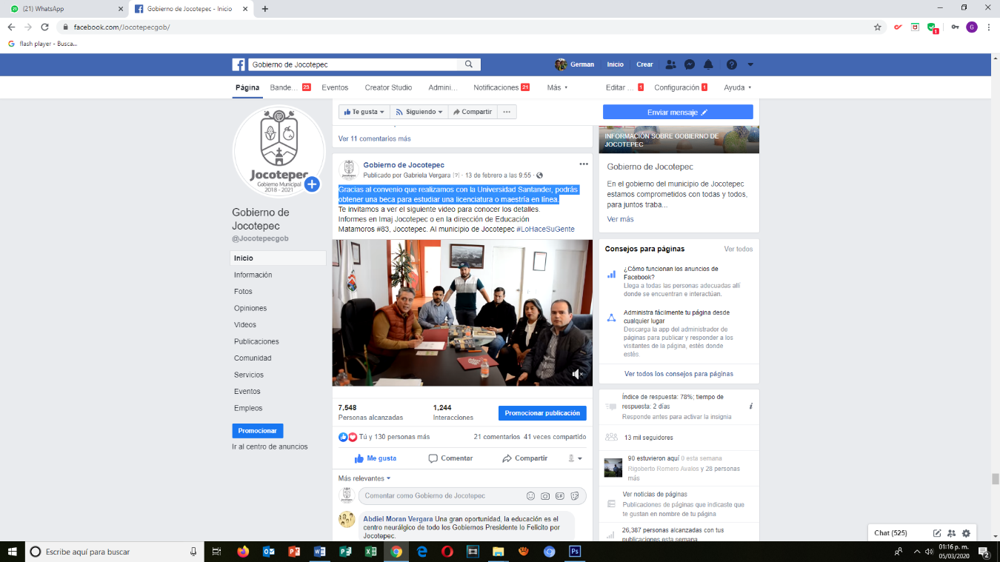 (21) WhatsApp
Gobierno de Jocotepec - Inicio
facebook.com/Jocotepecgob/
flash player - Busca...
Gobierno de Jocotepec
German Inicio Crear
Página Bande... 23 Eventos Creator Studio Admini... Notificaciones 21 Más Editar ... 1 Configuración 1 Ayuda
Jocotepec
Gobierno Municipal
2018 - 2021
Gobierno de
Jocotepec
@Jocotepecgob
Inicio
Información
Fotos
Opiniones
Videos
Publicaciones
Comunidad
Servicios
Eventos
Empleos
Promocionar
Ir al centro de anuncios
Te gusta Siguiendo Compartir ...
Ver 11 comentarios más
Gobierno de Jocotepec
Publicado por Gabriela Vergara [?] · 13 de febrero a las 9:55 ·
Gracias al convenio que realizamos con la Universidad Santander, podrás
obtener una beca para estudiar una licenciatura o maestría en línea.
Te invitamos a ver el siguiente video para conocer los detalles.
Informes en Imaj Jocotepec o en la dirección de Educación
Matamoros #83, Jocotepec. Al municipio de Jocotepec #LoHaceSuGente
7,548
Personas alcanzadas
1,244
Interacciones
Promocionar publicación
Tú y 130 personas más
21 comentarios 41 veces compartido
Me gusta Comentar Compartir
Más relevantes
Comentar como Gobierno de Jocotepec
GIF
Abdiel Moran Vergara Una gran oportunidad, la educación es el
centro neurálgico de todo los Gobiernos Presidente lo Felicito por
Jocotepec.
Enviar mensaje
INFORMACIÓN SOBRE GOBIERNO DE
JOCOTEPEC
Gobierno de Jocotepec
En el gobierno del municipio de Jocotepec
estamos comprometidos con todas y todos,
para juntos traba...
Ver más
Consejos para páginas Ver todos
¿Cómo funcionan los anuncios de
Facebook?
Llega a todas las personas adecuadas allí
donde se encuentran e interactúan.
Administra fácilmente tu página desde
cualquier lugar
Descarga la app del administrador de
páginas para publicar y responder a los
visitantes de la página, estés donde
estés.
Ver todos los consejos para páginas
Índice de respuesta: 78%; tiempo de
respuesta: 2 días
Responde antes para activar la insignia
13 mil seguidores
90 estuvieron aquí 0 esta semana
Rigoberto Romero Avalos y 28 personas
más
Ver noticias de páginas
Publicaciones de páginas que indicaste que
te gustan en nombre de tu página
26,387 personas alcanzadas con tus
publicaciones esta semana
Chat (525)
Escribe aquí para buscar
01:16 p. m.
05/03/2020
2